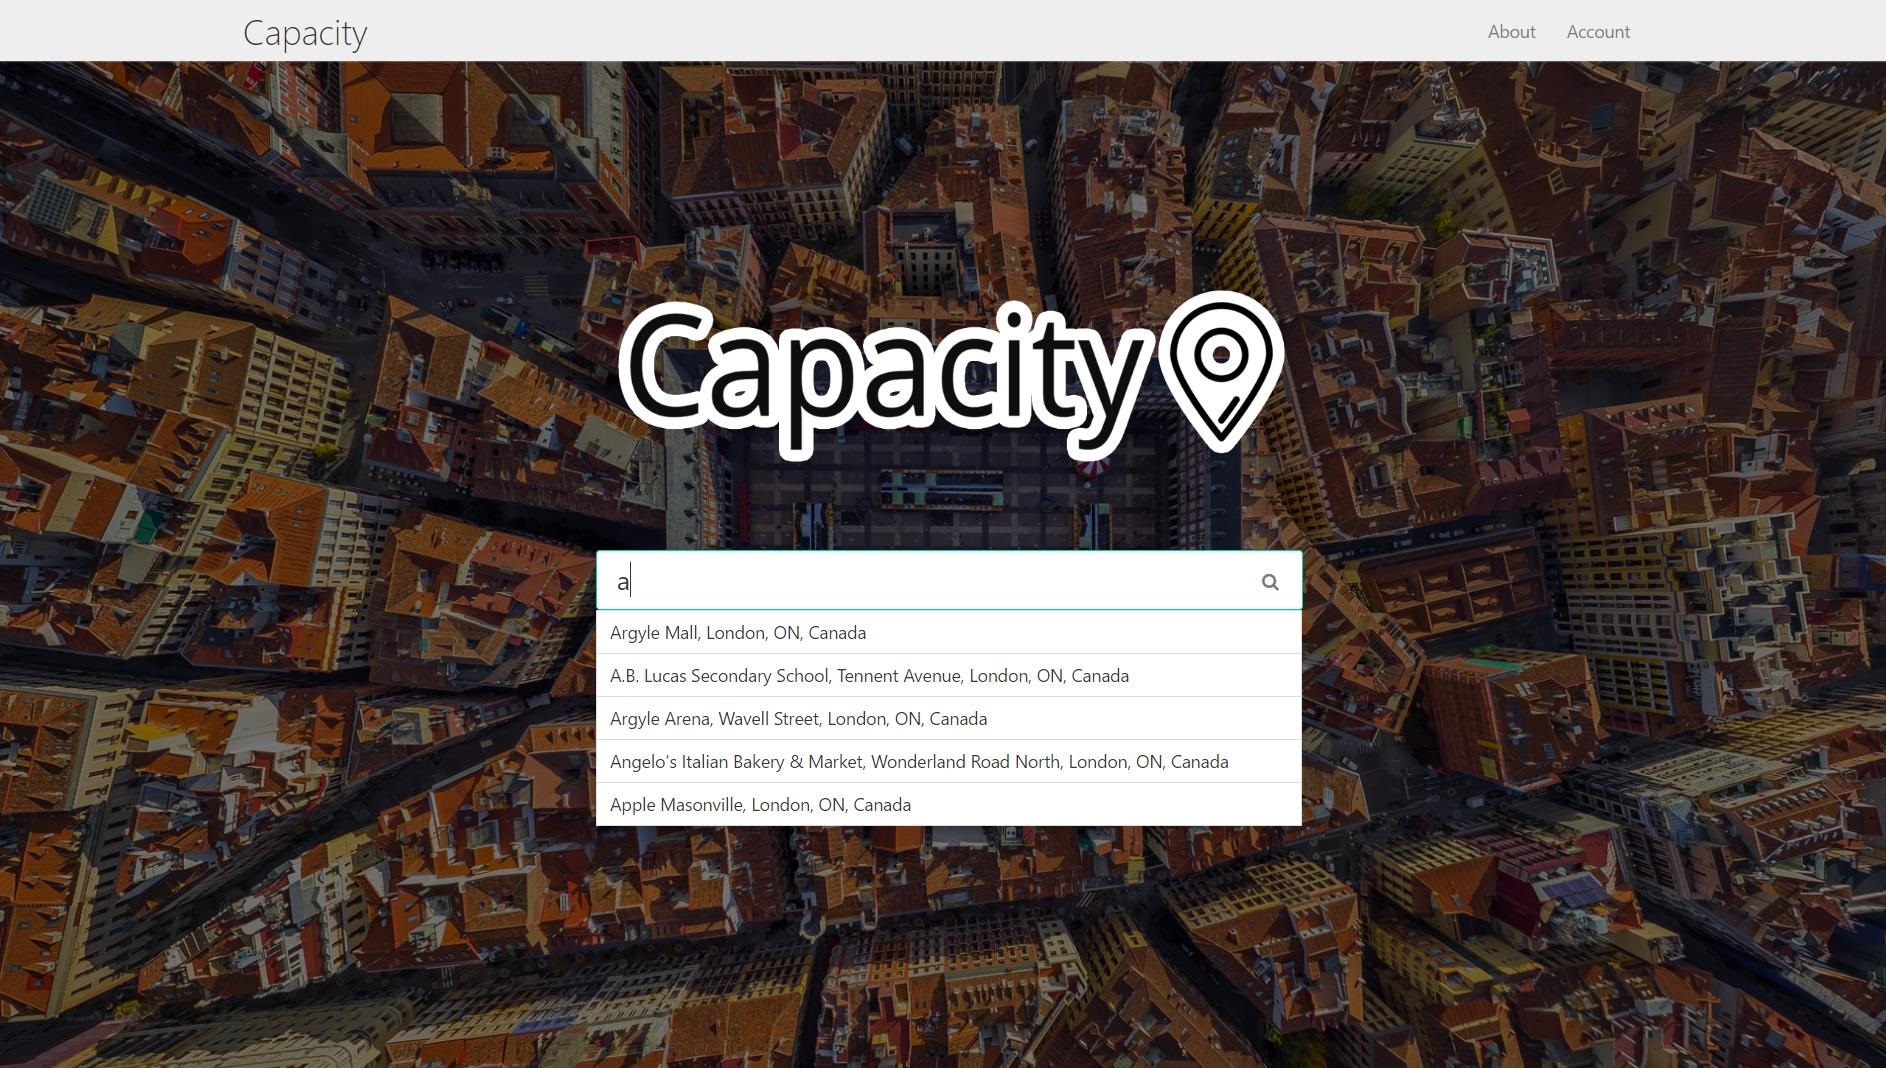 Capacity
About
Account
Capacity
a
Argyle Mall, London, ON, Canada
A.B. Lucas Secondary School, Tennent Avenue, London, ON, Canada
Argyle Arena, Wavell Street, London, ON, Canada
Angelo's Italian Bakery & Market, Wonderland Road North, London, ON, Canada
Apple Masonville, London, ON, Canada